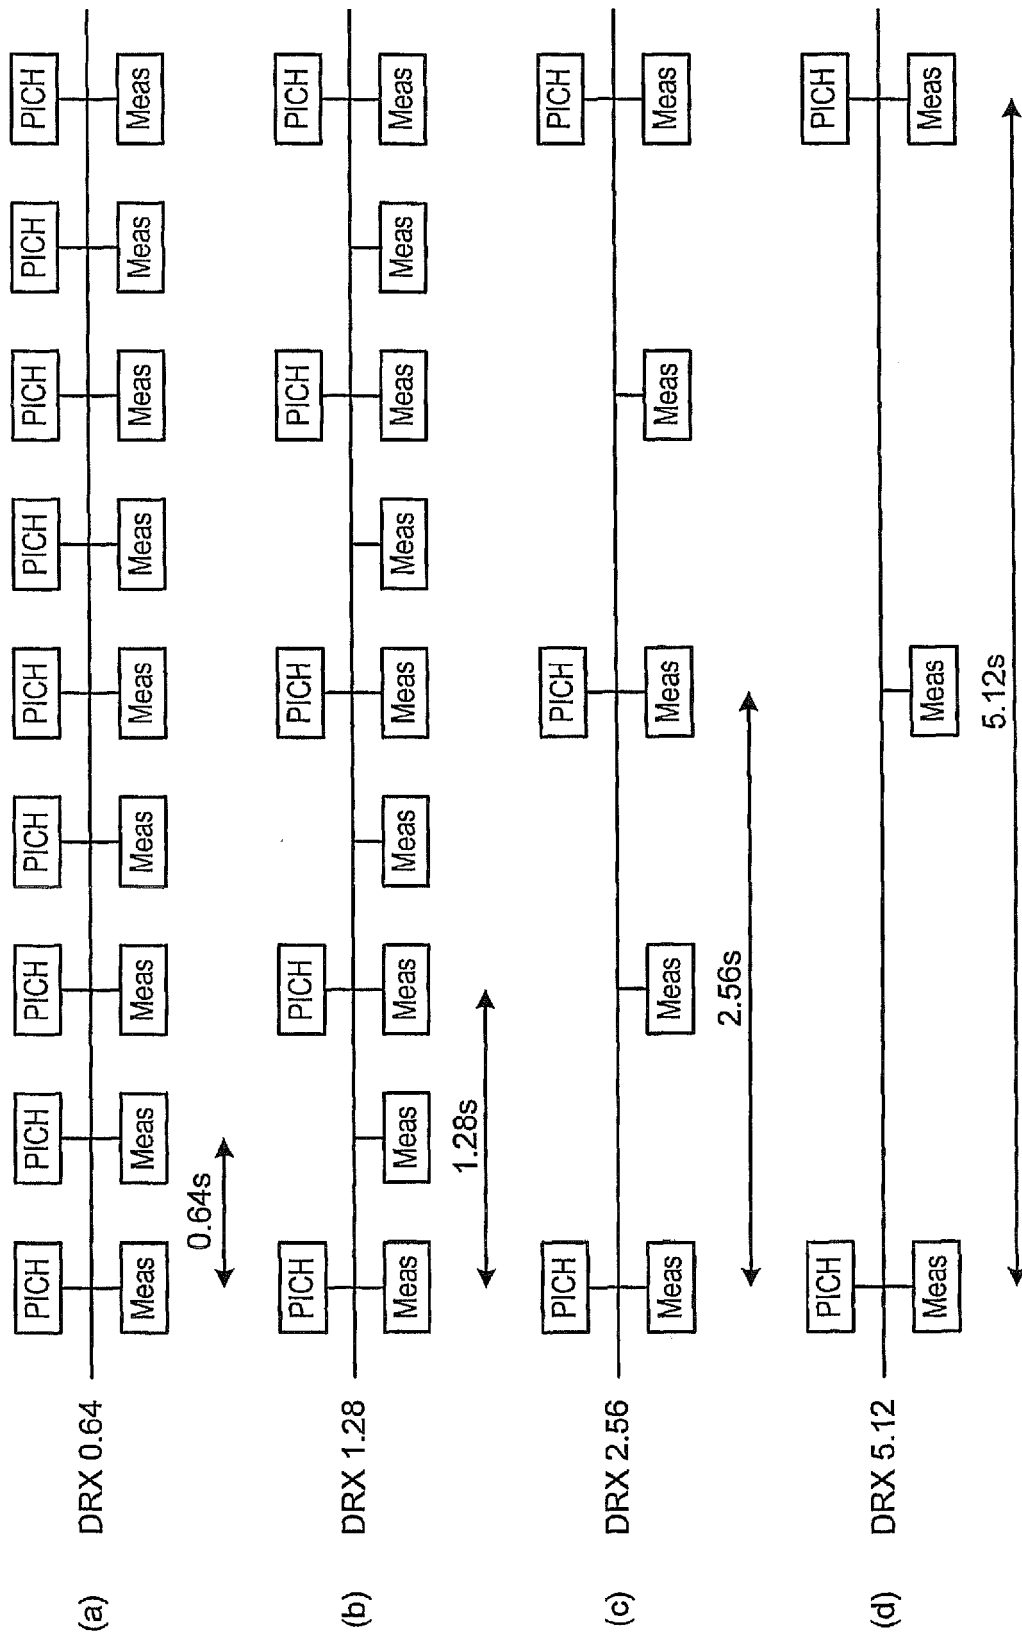 PICH PICH PICH PICH PICH PICH PICH PICH PICH
(a) DRX 0.64
Meas Meas Meas Meas Meas Meas Meas Meas Meas
0.64s
PICH PICH PICH PICH PICH
(b) DRX 1.28
Meas Meas Meas Meas Meas Meas Meas Meas Meas
1.28s
PICH PICH PICH
(c) DRX 2.56
Meas Meas Meas Meas Meas
2.56s
PICH PICH
(d) DRX 5.12
Meas Meas Meas
5.12s